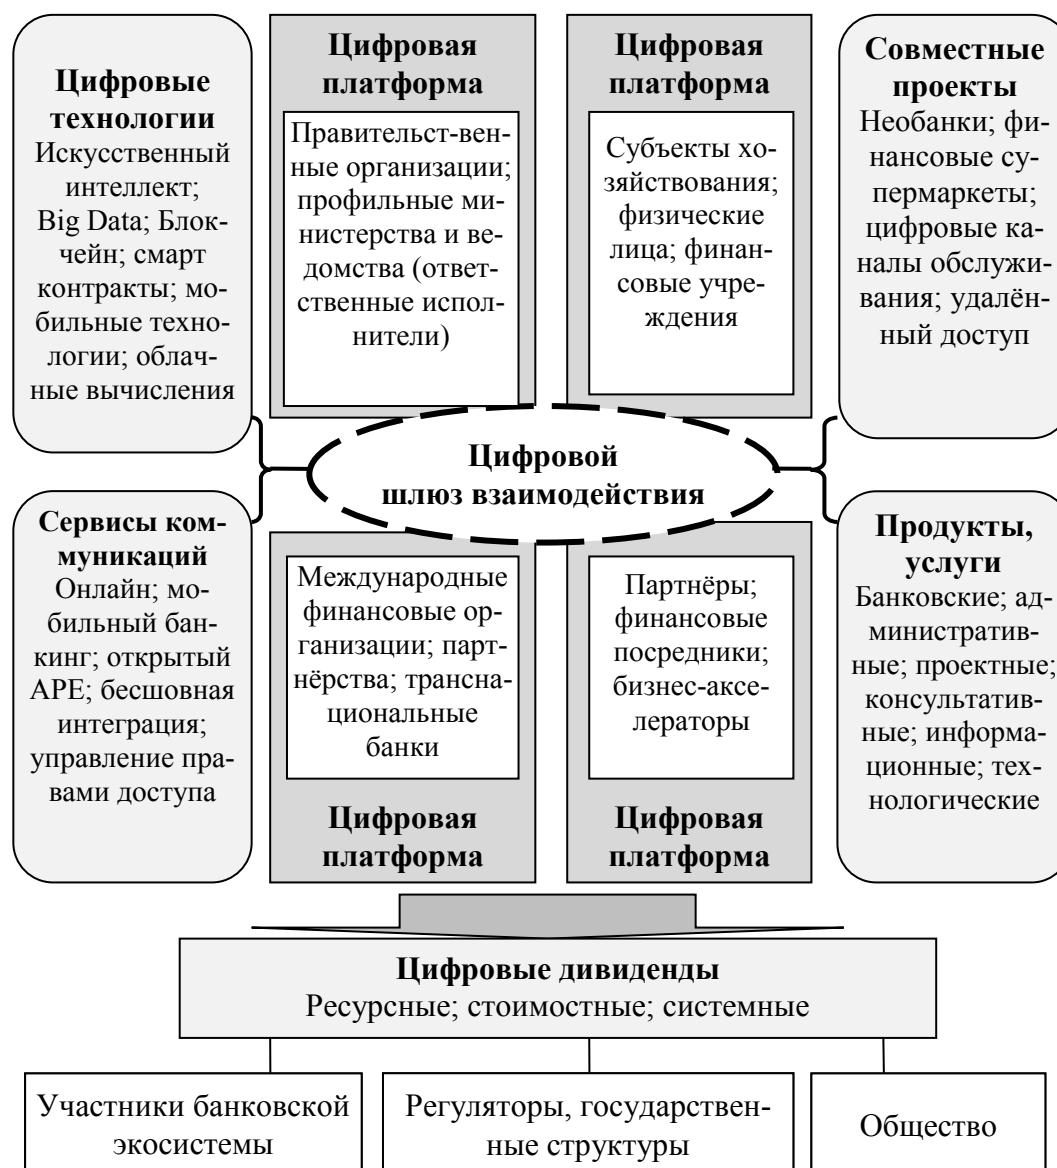 Цифровые
технологии
Искусственный
интеллект;
Big Data; Блок-
чейн; смарт
контракты; мо-
бильные техно-
логии; облач-
ные вычисления
Цифровая
платформа
Правительст-вен-
ные организации;
профильные ми-
нистерства и ве-
домства (ответ-
ственные испол-
нители)
Цифровая
платформа
Субъекты хо-
зяйствования;
физические
лица; финан-
совые учре-
ждения
Совместные
проекты
Необанки; фи-
нансовые су-
пермаркеты;
цифровые ка-
налы обслужи-
вания; удалён-
ный доступ
Цифровой
шлюз взаимодействия
Сервисы ком-
муникаций
Онлайн; мо-
бильный бан-
кинг; открытый
APE; бесшовная
интеграция;
управление пра-
вами доступа
Международные
финансовые ор-
ганизации; парт-
нёрства; трансна-
циональные
банки
Цифровая
платформа
Партнёры;
финансовые
посредники;
бизнес-аксе-
лераторы
Цифровая
платформа
Продукты,
услуги
Банковские; ад-
министратив-
ные; проектные;
консультатив-
ные; информа-
ционные; тех-
нологические
Цифровые дивиденды
Ресурсные; стоимостные; системные
Участники банковской
экосистемы
Регуляторы, государствен-
ные структуры
Общество